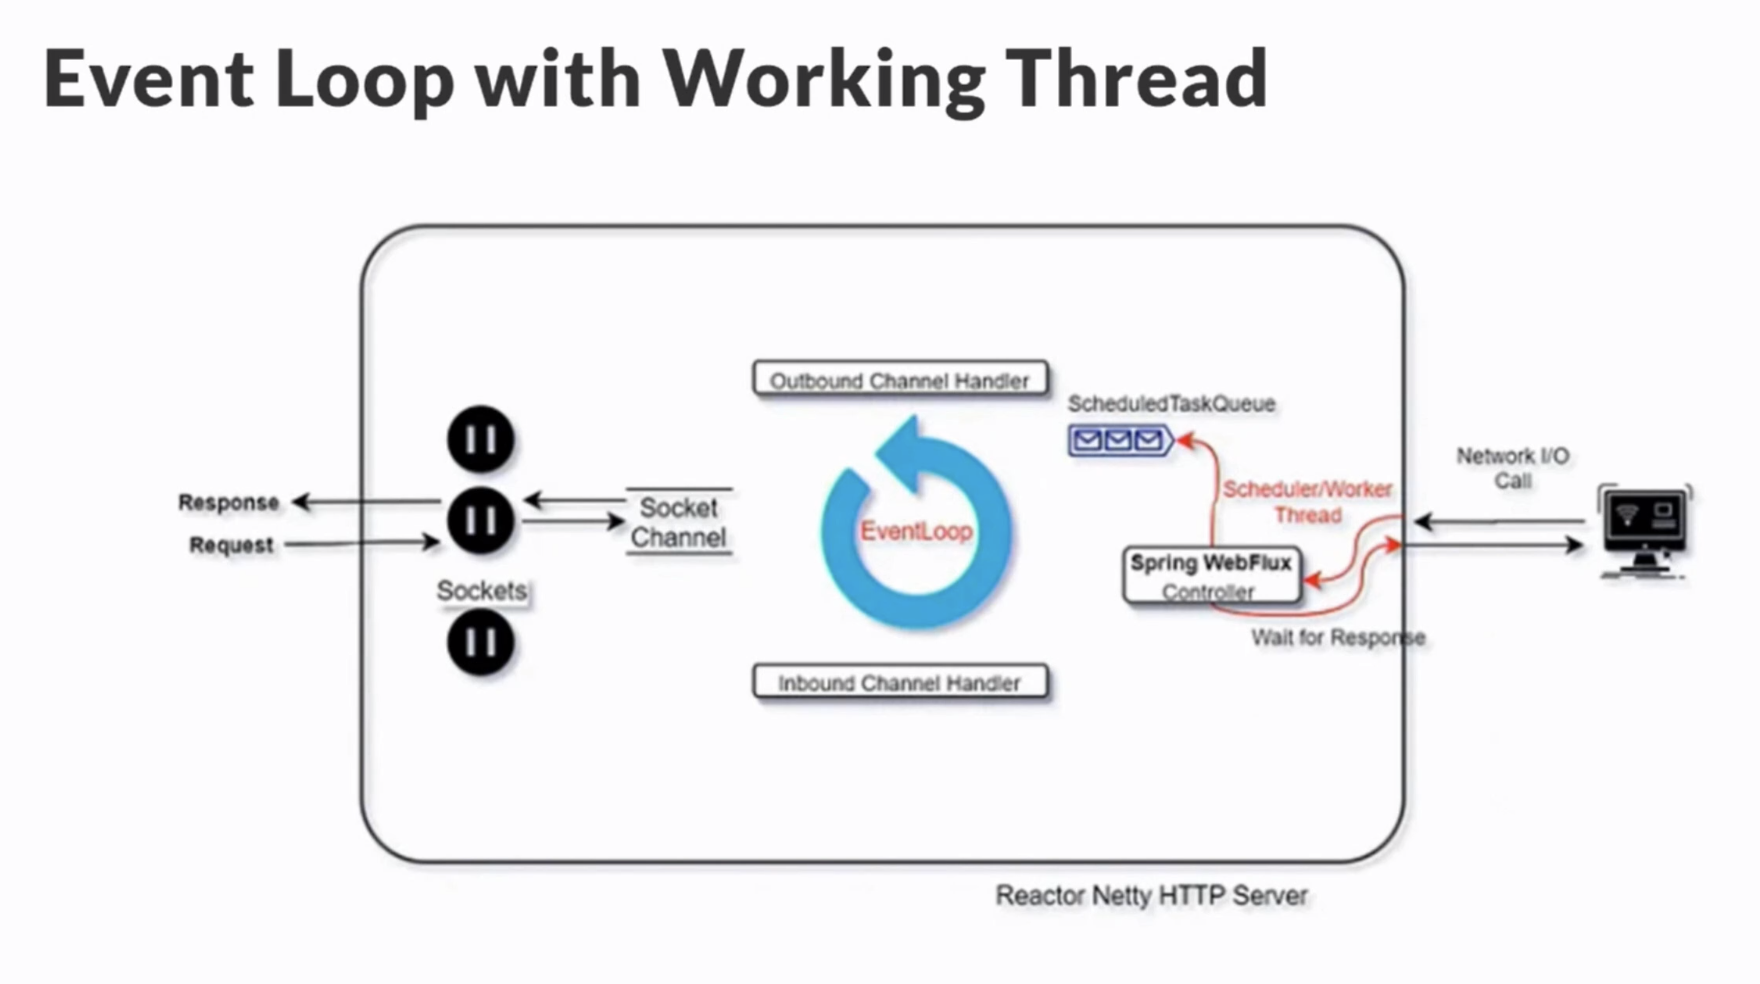 Event Loop with Working Thread
Outbound Channel Handler
ScheduledTaskQueue
Network I/O
Call
Scheduler/Worker
Thread
Response
Request
Socket
Channel
EventLoop
Spring WebFlux
Controller
Sockets
Wait for Response
Inbound Channel Handler
Reactor Netty HTTP Server